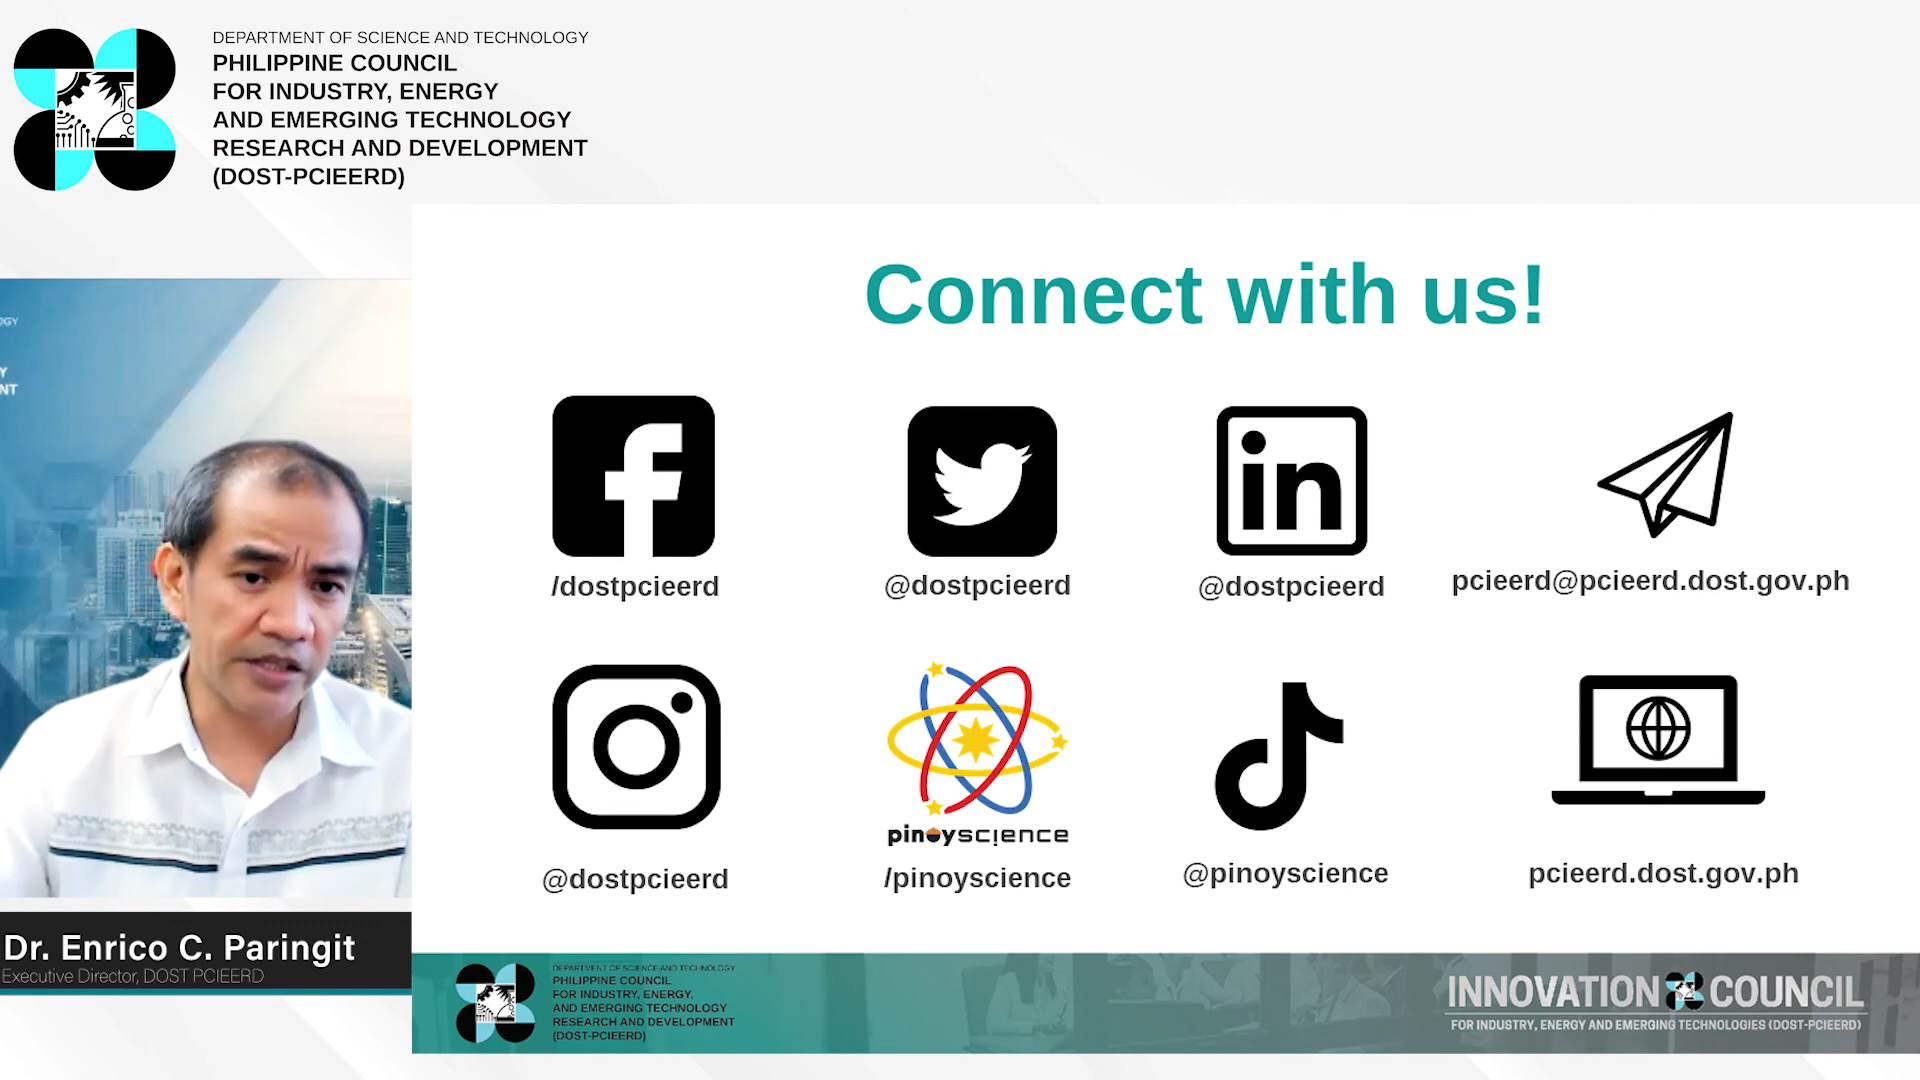 DEPARTMENT OF SCIENCE AND TECHNOLOGY
PHILIPPINE COUNCIL
FOR INDUSTRY, ENERGY
AND EMERGING TECHNOLOGY
RESEARCH AND DEVELOPMENT
(DOST-PCIEERD)
OGY
Y
NT
Dr. Enrico C. Paringit
Executive Director, DOST PCIEERD
Connect with us!
/dostpcieerd
@dostpcieerd
@dostpcieerd
pcieerd@pcieerd.dost.gov.ph
@dostpcieerd
pinoyscience
/pinoyscience
@pinoyscience
pcieerd.dost.gov.ph
DEPARTMENT OF SCIENCE AND TECHNOLOGY
PHILIPPINE COUNCIL
FOR INDUSTRY, ENERGY,
AND EMERGING TECHNOLOGY
RESEARCH AND DEVELOPMENT
(DOST-PCIEERD)
INNOVATION COUNCIL
FOR INDUSTRY, ENERGY AND EMERGING TECHNOLOGIES (DOST-PCIEERD)